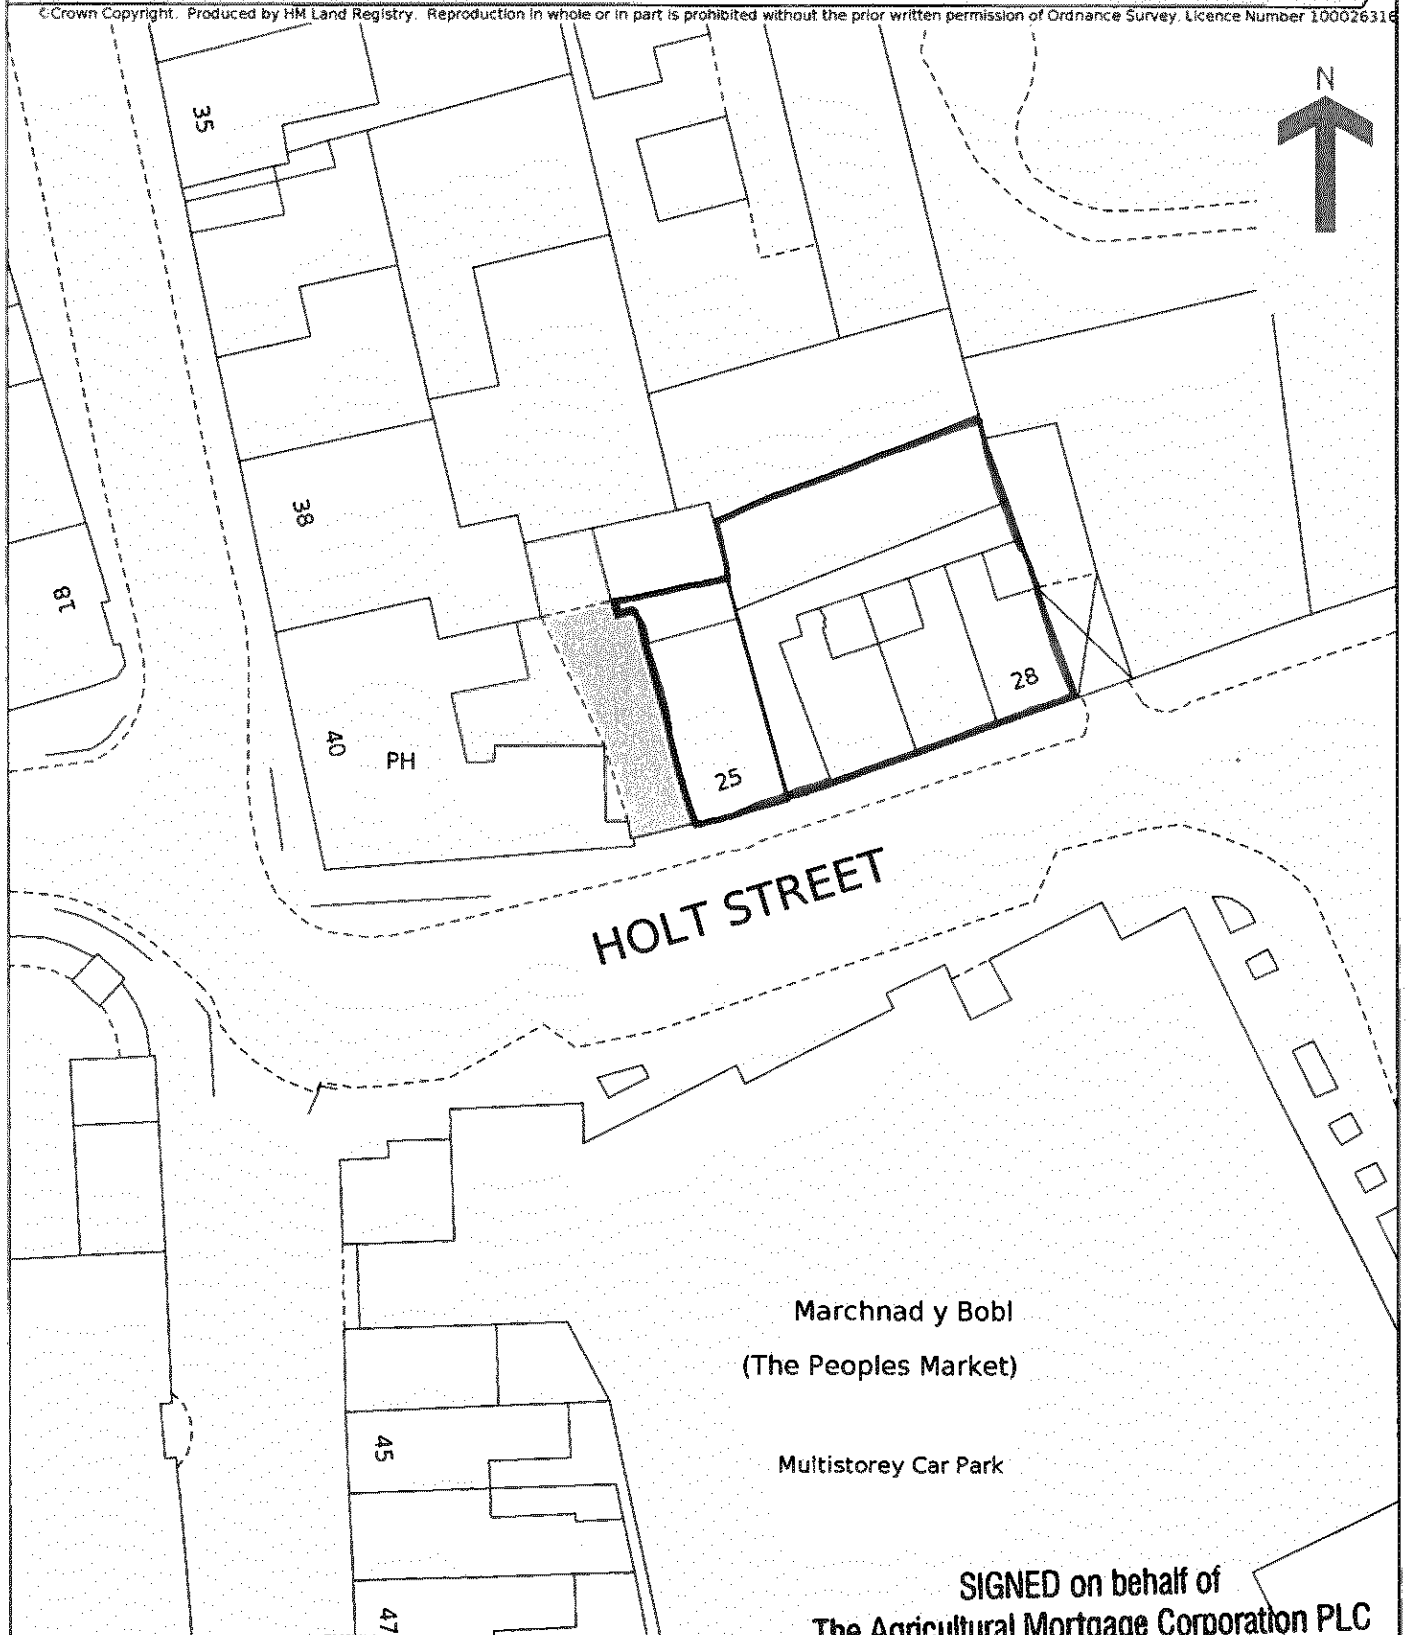 ©Crown Copyright. Produced by HM Land Registry. Reproduction in whole or in part is prohibited without the prior written permission of Ordnance Survey. Licence Number 100026316
N
35
38
18
40
PH
28
25
HOLT STREET
Marchnad y Bobl
(The Peoples Market)
45
Multistorey Car Park
SIGNED on behalf of
47
The Agricultural Mortgage Corporation PLC